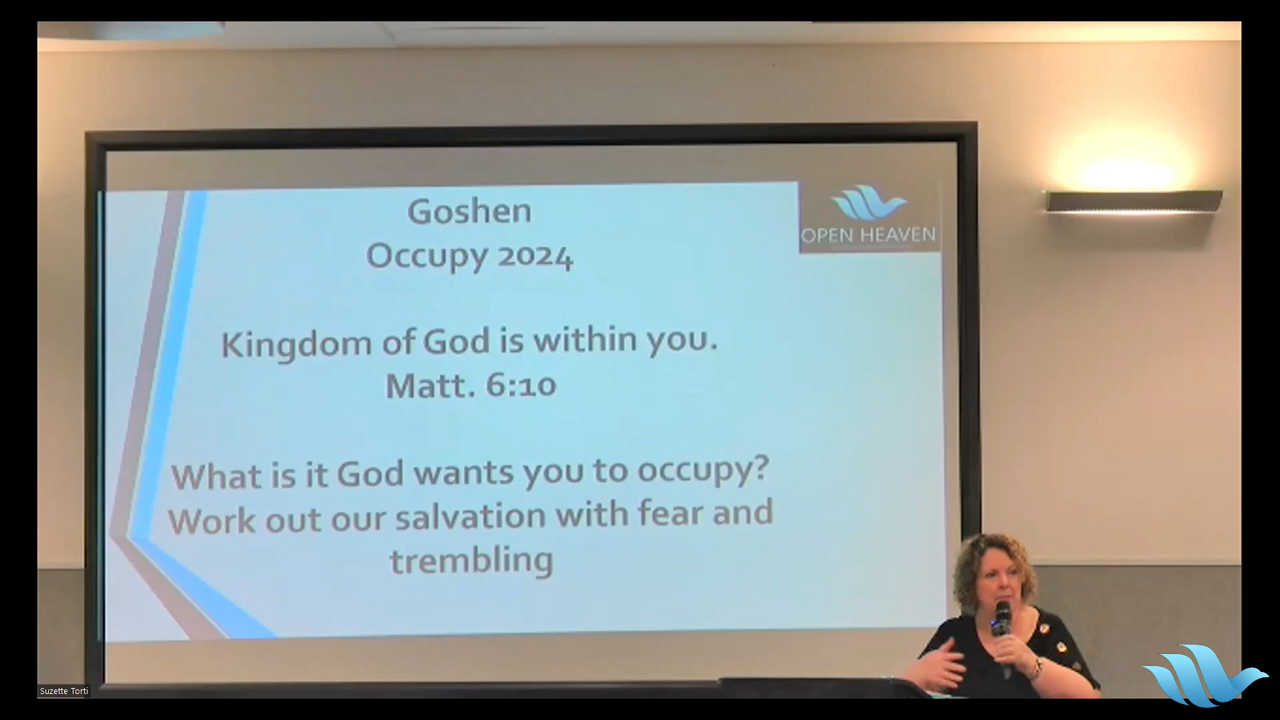 Goshen
Occupy 2024
OPEN HEAVEN
Kingdom of God is within you.
Matt. 6:10
What is it God wants you to occupy?
Work out our salvation with fear and
trembling
Suzette Torti